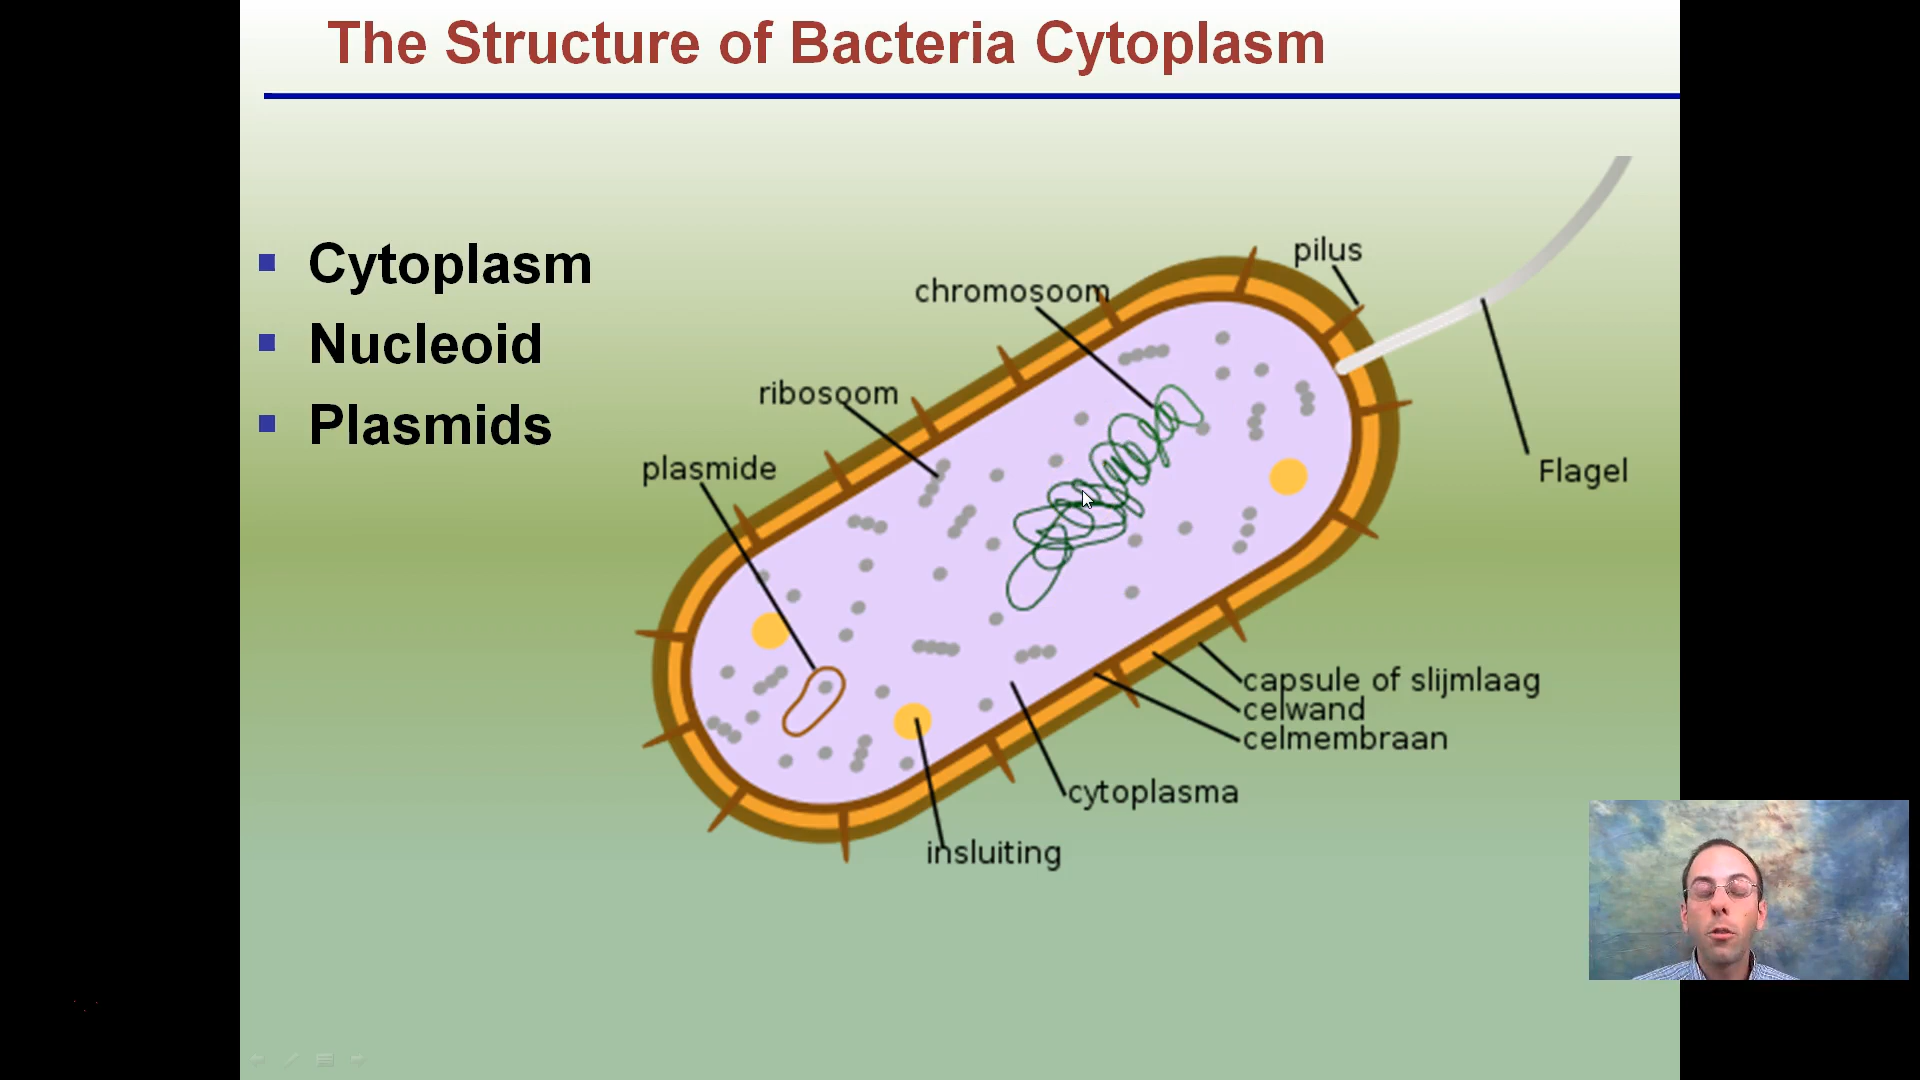 The Structure of Bacteria Cytoplasm
Cytoplasm
Nucleoid
Plasmids
pilus
chromosoom
ribosoom
plasmide
Flagel
capsule of slijmlaag
celwand
celmembraan
cytoplasma
insluiting